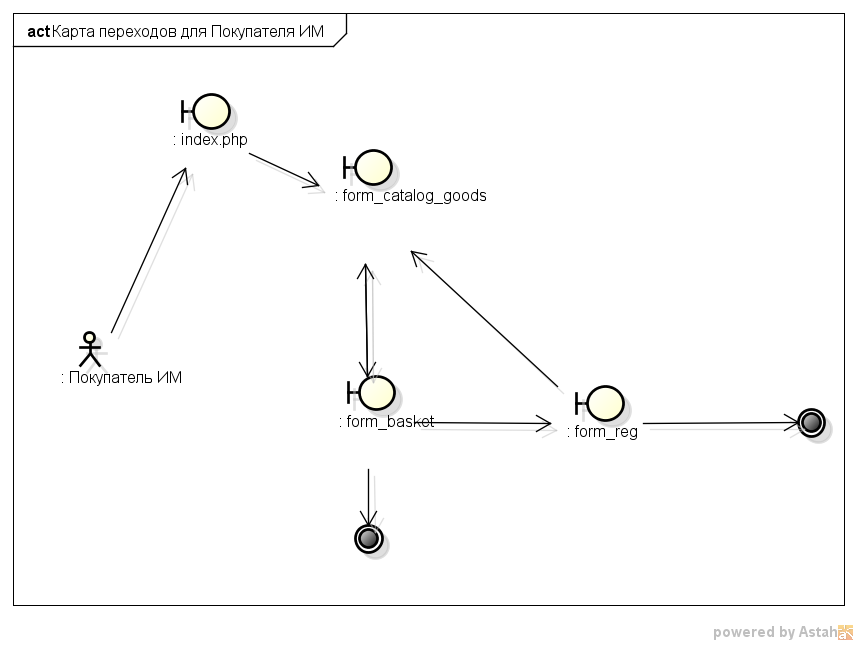 act Карта переходов для Покупателя ИМ
: index.php
: form_catalog_goods
: Покупатель ИМ
: form_basket
: form_reg
powered by Astah